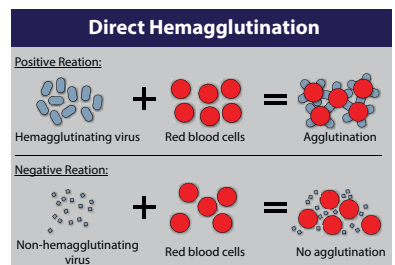 Direct Hemagglutination
Positive Reation:
+ =
Hemagglutinating virus Red blood cells Agglutination
Negative Reation:
+ =
Non-hemagglutinating virus Red blood cells No agglutination